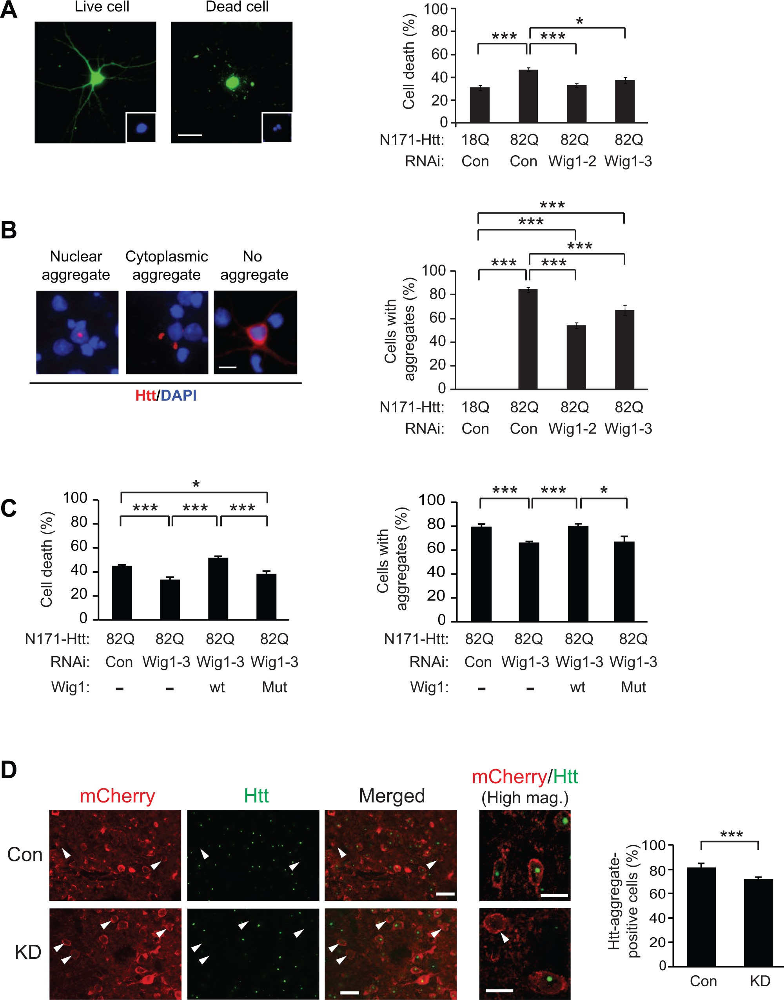 A
Live cell
Dead cell
Cell death (%)
100
80
60
40
20
0
***
***
*
N171-Htt: 18Q 82Q 82Q 82Q
RNAi: Con Con Wig1-2 Wig1-3
B
Nuclear
aggregate
Cytoplasmic
aggregate
No
aggregate
Htt/DAPI
Cells with
aggregates (%)
100
80
60
40
20
0
***
***
***
***
***
N171-Htt: 18Q 82Q 82Q 82Q
RNAi: Con Con Wig1-2 Wig1-3
C
Cell death (%)
100
80
60
40
20
0
*
***
***
***
N171-Htt: 82Q 82Q 82Q 82Q
RNAi: Con Wig1-3 Wig1-3 Wig1-3
Wig1: - - wt Mut
Cells with
aggregates (%)
100
80
60
40
20
0
***
***
*
N171-Htt: 82Q 82Q 82Q 82Q
RNAi: Con Wig1-3 Wig1-3 Wig1-3
Wig1: - - wt Mut
D
mCherry
Htt
Merged
mCherry/Htt
(High mag.)
Con
KD
Htt-aggregate-
positive cells (%)
100
80
60
40
20
0
***
Con KD